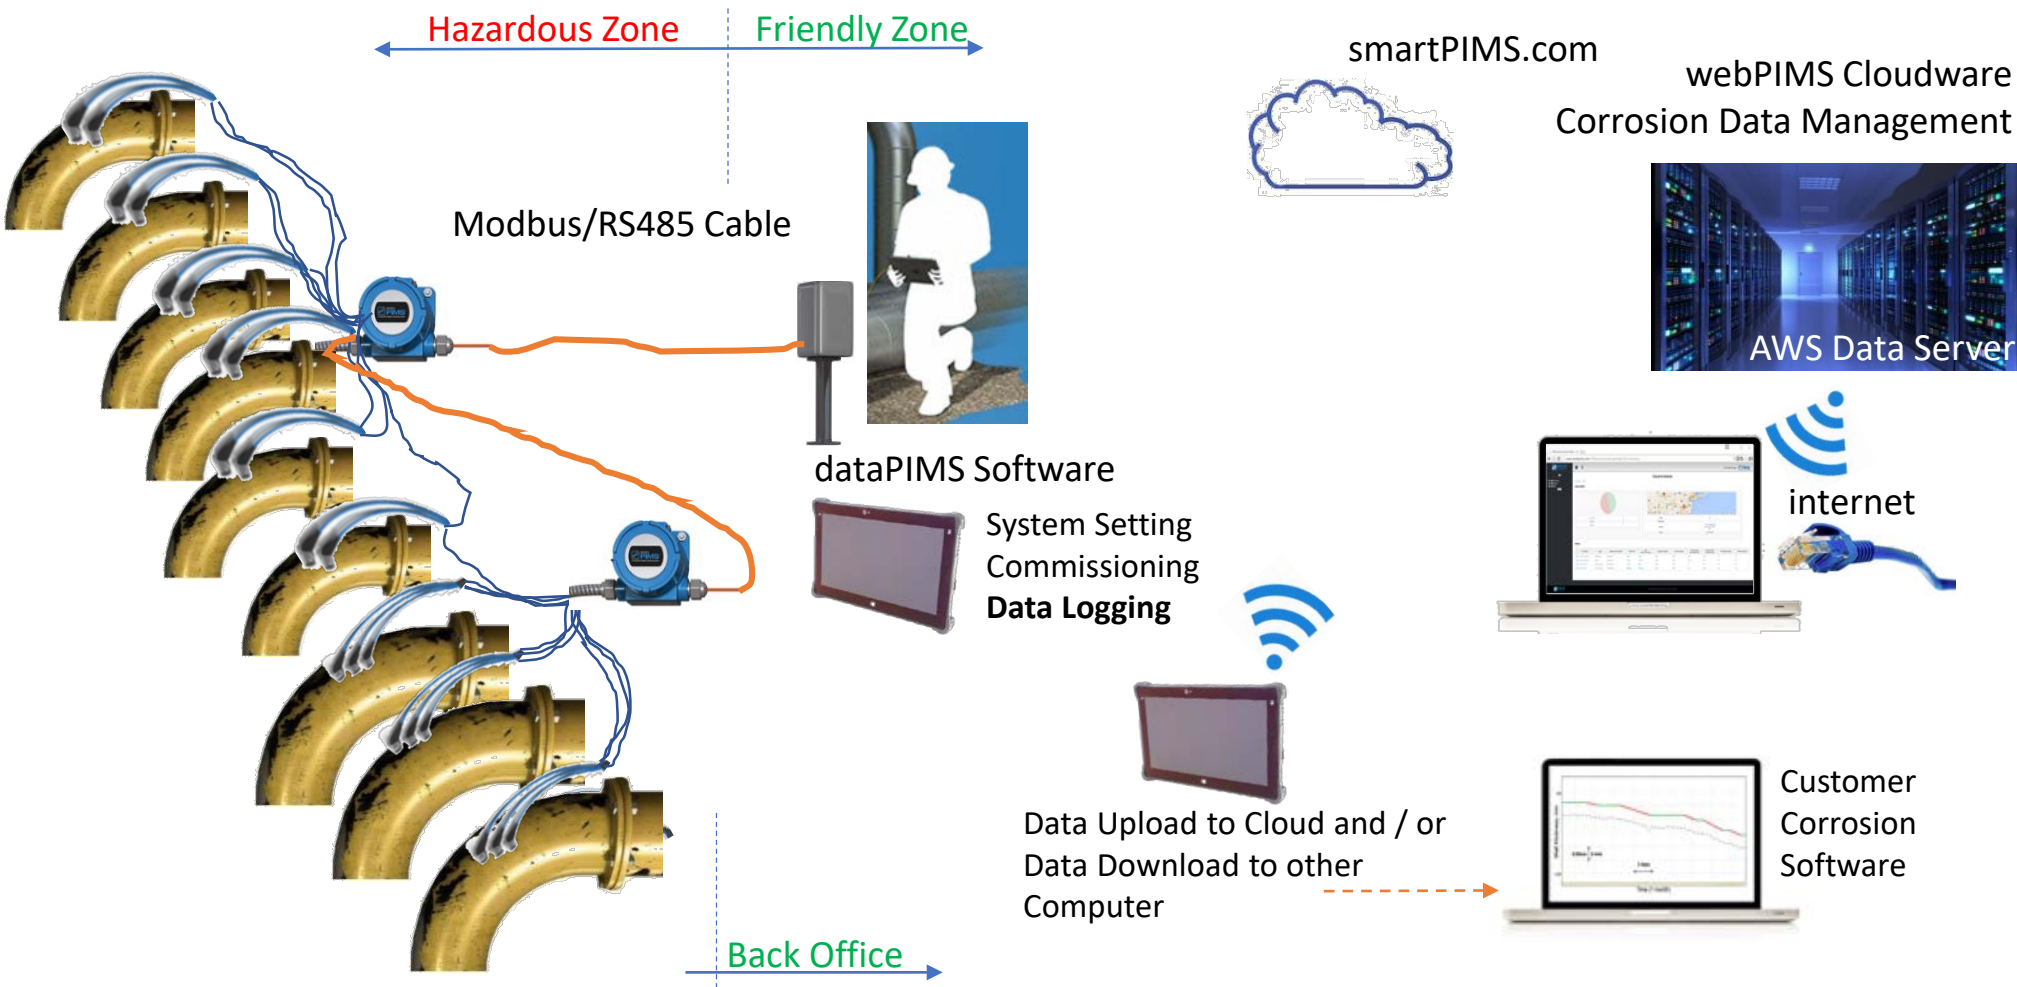 Hazardous Zone
Friendly Zone
smartPIMS.com
webPIMS Cloudware
Corrosion Data Management
Modbus/RS485 Cable
PIMS
AWS Data Server
dataPIMS Software
System Setting
Commissioning
Data Logging
internet
PIMS
Data Upload to Cloud and / or
Data Download to other
Computer
Customer
Corrosion
Software
Back Office